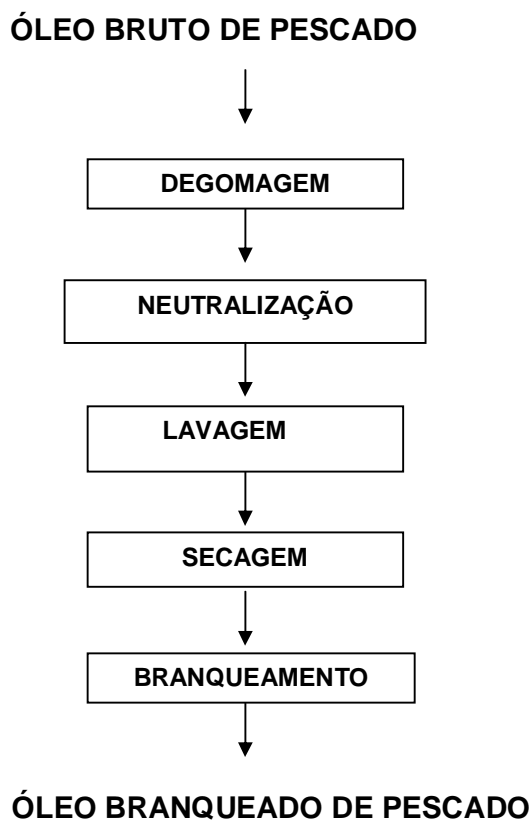 ÓLEO BRUTO DE PESCADO
DEGOMAGEM
NEUTRALIZAÇÃO
LAVAGEM
SECAGEM
BRANQUEAMENTO
ÓLEO BRANQUEADO DE PESCADO